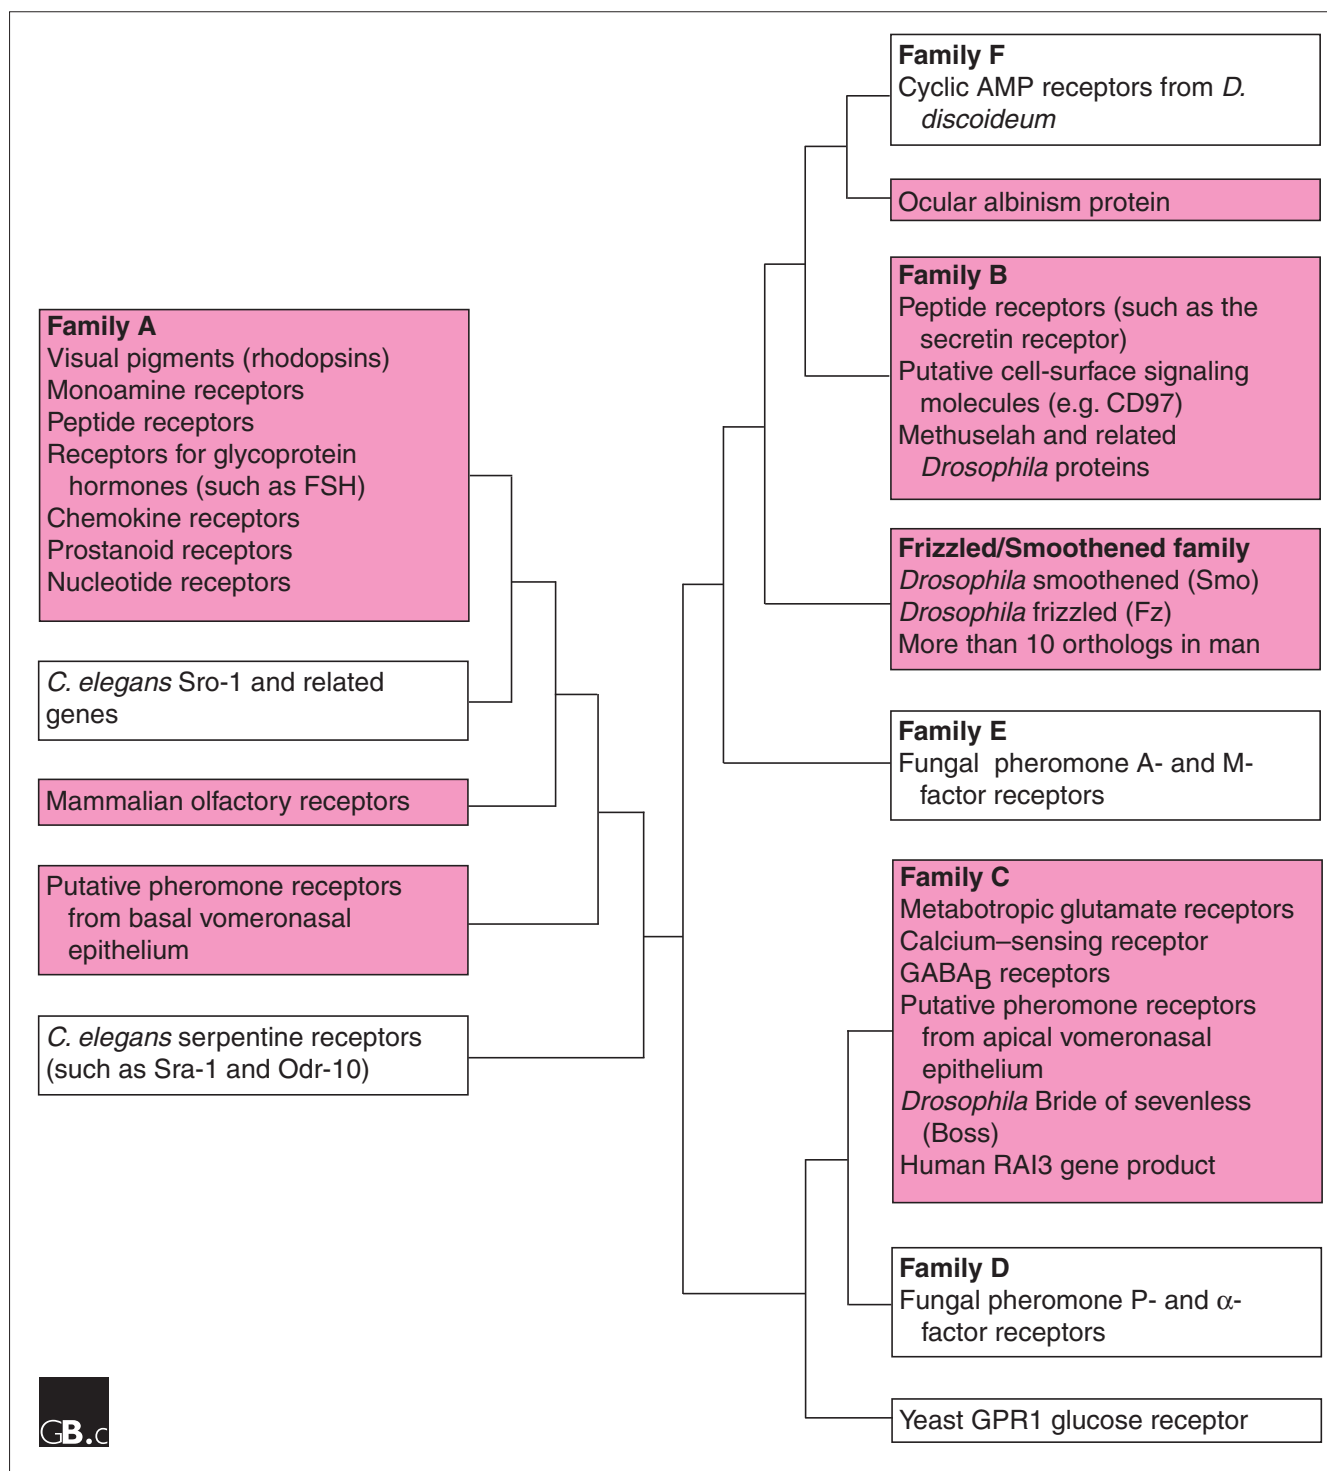 Family A
Visual pigments (rhodopsins)
Monoamine receptors
Peptide receptors
Receptors for glycoprotein
hormones (such as FSH)
Chemokine receptors
Prostanoid receptors
Nucleotide receptors
C. elegans Sro-1 and related
genes
Mammalian olfactory receptors
Putative pheromone receptors
from basal vomeronasal
epithelium
C. elegans serpentine receptors
(such as Sra-1 and Odr-10)
Family F
Cyclic AMP receptors from D.
discoideum
Ocular albinism protein
Family B
Peptide receptors (such as the
secretin receptor)
Putative cell-surface signaling
molecules (e.g. CD97)
Methuselah and related
Drosophila proteins
Frizzled/Smoothened family
Drosophila smoothened (Smo)
Drosophila frizzled (Fz)
More than 10 orthologs in man
Family E
Fungal pheromone A- and M-
factor receptors
Family C
Metabotropic glutamate receptors
Calcium–sensing receptor
GABAB receptors
Putative pheromone receptors
from apical vomeronasal
epithelium
Drosophila Bride of sevenless
(Boss)
Human RAI3 gene product
Family D
Fungal pheromone P- and α-
factor receptors
Yeast GPR1 glucose receptor
GB.c